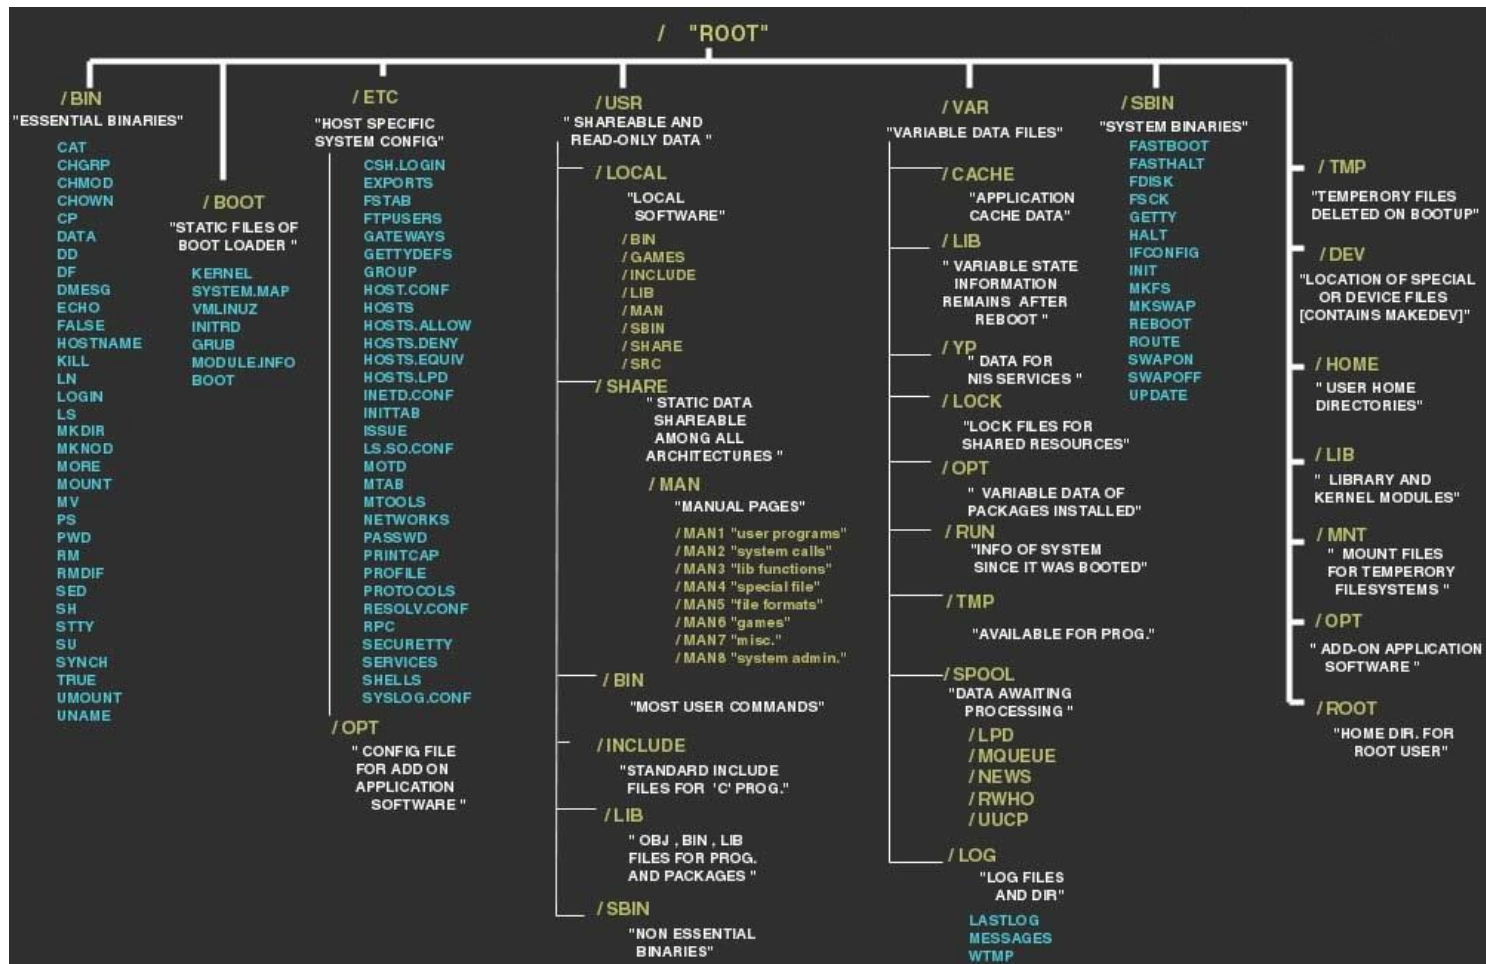 / "ROOT"
/BIN
"ESSENTIAL BINARIES"
CAT
CHGRP
CHMOD
CHOWN
CP
DATA
DD
DF
DMESG
ECHO
FALSE
HOSTNAME
KILL
LN
LOGIN
LS
MKDIR
MKNOD
MORE
MOUNT
MV
PS
PWD
RM
RMDIF
SED
SH
STTY
SU
SYNCH
TRUE
UMOUNT
UNAME
/BOOT
"STATIC FILES OF
BOOT LOADER "
KERNEL
SYSTEM.MAP
VMLINUZ
INITRD
GRUB
MODULE.INFO
BOOT
/ETC
"HOST SPECIFIC
SYSTEM CONFIG"
CSH.LOGIN
EXPORTS
FSTAB
FTPUSERS
GATEWAYS
GETTYDEFS
GROUP
HOST.CONF
HOSTS
HOSTS.ALLOW
HOSTS.DENY
HOSTS.EQUIV
HOSTS.LPD
INETD.CONF
INITTAB
ISSUE
LS.SO.CONF
MOTD
MTAB
MTOOLS
NETWORKS
PASSWD
PRINTCAP
PROFILE
PROTOCOLS
RESOLV.CONF
RPC
SECURETTY
SERVICES
SHELLS
SYSLOG.CONF
/OPT
" CONFIG FILE
FOR ADD ON
APPLICATION
SOFTWARE "
/USR
" SHAREABLE AND
READ-ONLY DATA "
/LOCAL
"LOCAL
SOFTWARE"
/BIN
/GAMES
/INCLUDE
/LIB
/MAN
/SBIN
/SHARE
/SRC
/SHARE
" STATIC DATA
SHAREABLE
AMONG ALL
ARCHITECTURES "
/MAN
"MANUAL PAGES"
/MAN1 "user programs"
/MAN2 "system calls"
/MAN3 "lib functions"
/MAN4 "special file"
/MAN5 "file formats"
/MAN6 "games"
/MAN7 "misc."
/MAN8 "system admin."
/BIN
"MOST USER COMMANDS"
/INCLUDE
"STANDARD INCLUDE
FILES FOR 'C' PROG."
/LIB
" OBJ , BIN , LIB
FILES FOR PROG.
AND PACKAGES "
/SBIN
"NON ESSENTIAL
BINARIES"
/VAR
"VARIABLE DATA FILES"
/CACHE
"APPLICATION
CACHE DATA"
/LIB
" VARIABLE STATE
INFORMATION
REMAINS AFTER
REBOOT "
/YP
" DATA FOR
NIS SERVICES "
/LOCK
"LOCK FILES FOR
SHARED RESOURCES"
/OPT
" VARIABLE DATA OF
PACKAGES INSTALLED"
/RUN
"INFO OF SYSTEM
SINCE IT WAS BOOTED"
/TMP
"AVAILABLE FOR PROG."
/SPOOL
"DATA AWAITING
PROCESSING "
/LPD
/MQUEUE
/NEWS
/RWHO
/UUCP
/LOG
"LOG FILES
AND DIR"
LASTLOG
MESSAGES
WTMP
/SBIN
"SYSTEM BINARIES"
FASTBOOT
FASTHALT
FDISK
FSCK
GETTY
HALT
IFCONFIG
INIT
MKFS
MKSWAP
REBOOT
ROUTE
SWAPON
SWAPOFF
UPDATE
/TMP
"TEMPERORY FILES
DELETED ON BOOTUP"
/DEV
"LOCATION OF SPECIAL
OR DEVICE FILES
[CONTAINS MAKEDEV]"
/HOME
" USER HOME
DIRECTORIES"
/LIB
" LIBRARY AND
KERNEL MODULES"
/MNT
" MOUNT FILES
FOR TEMPERORY
FILESYSTEMS "
/OPT
" ADD-ON APPLICATION
SOFTWARE "
/ROOT
"HOME DIR. FOR
ROOT USER"